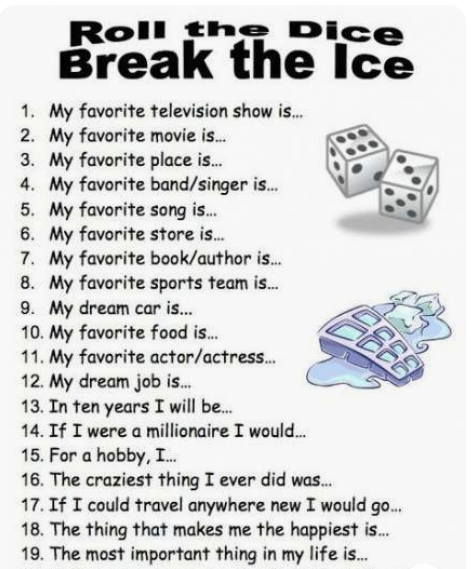 Roll the Dice
Break the Ice
1. My favorite television show is...
2. My favorite movie is...
3. My favorite place is...
4. My favorite band/singer is...
5. My favorite song is...
6. My favorite store is...
7. My favorite book/author is...
8. My favorite sports team is...
9. My dream car is...
10. My favorite food is...
11. My favorite actor/actress...
12. My dream job is...
13. In ten years I will be...
14. If I were a millionaire I would...
15. For a hobby, I...
16. The craziest thing I ever did was...
17. If I could travel anywhere new I would go...
18. The thing that makes me the happiest is...
19. The most important thing in my life is...